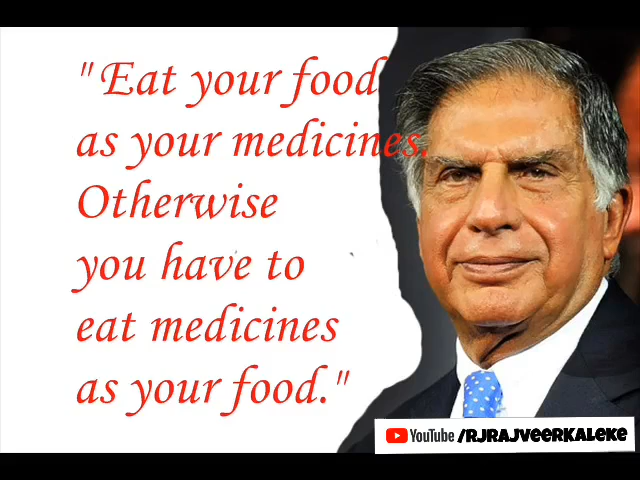 "Eat your food
as your medicines.
Otherwise
you have to
eat medicines
as your food."
YouTube /RJRAJVEERKALEKE